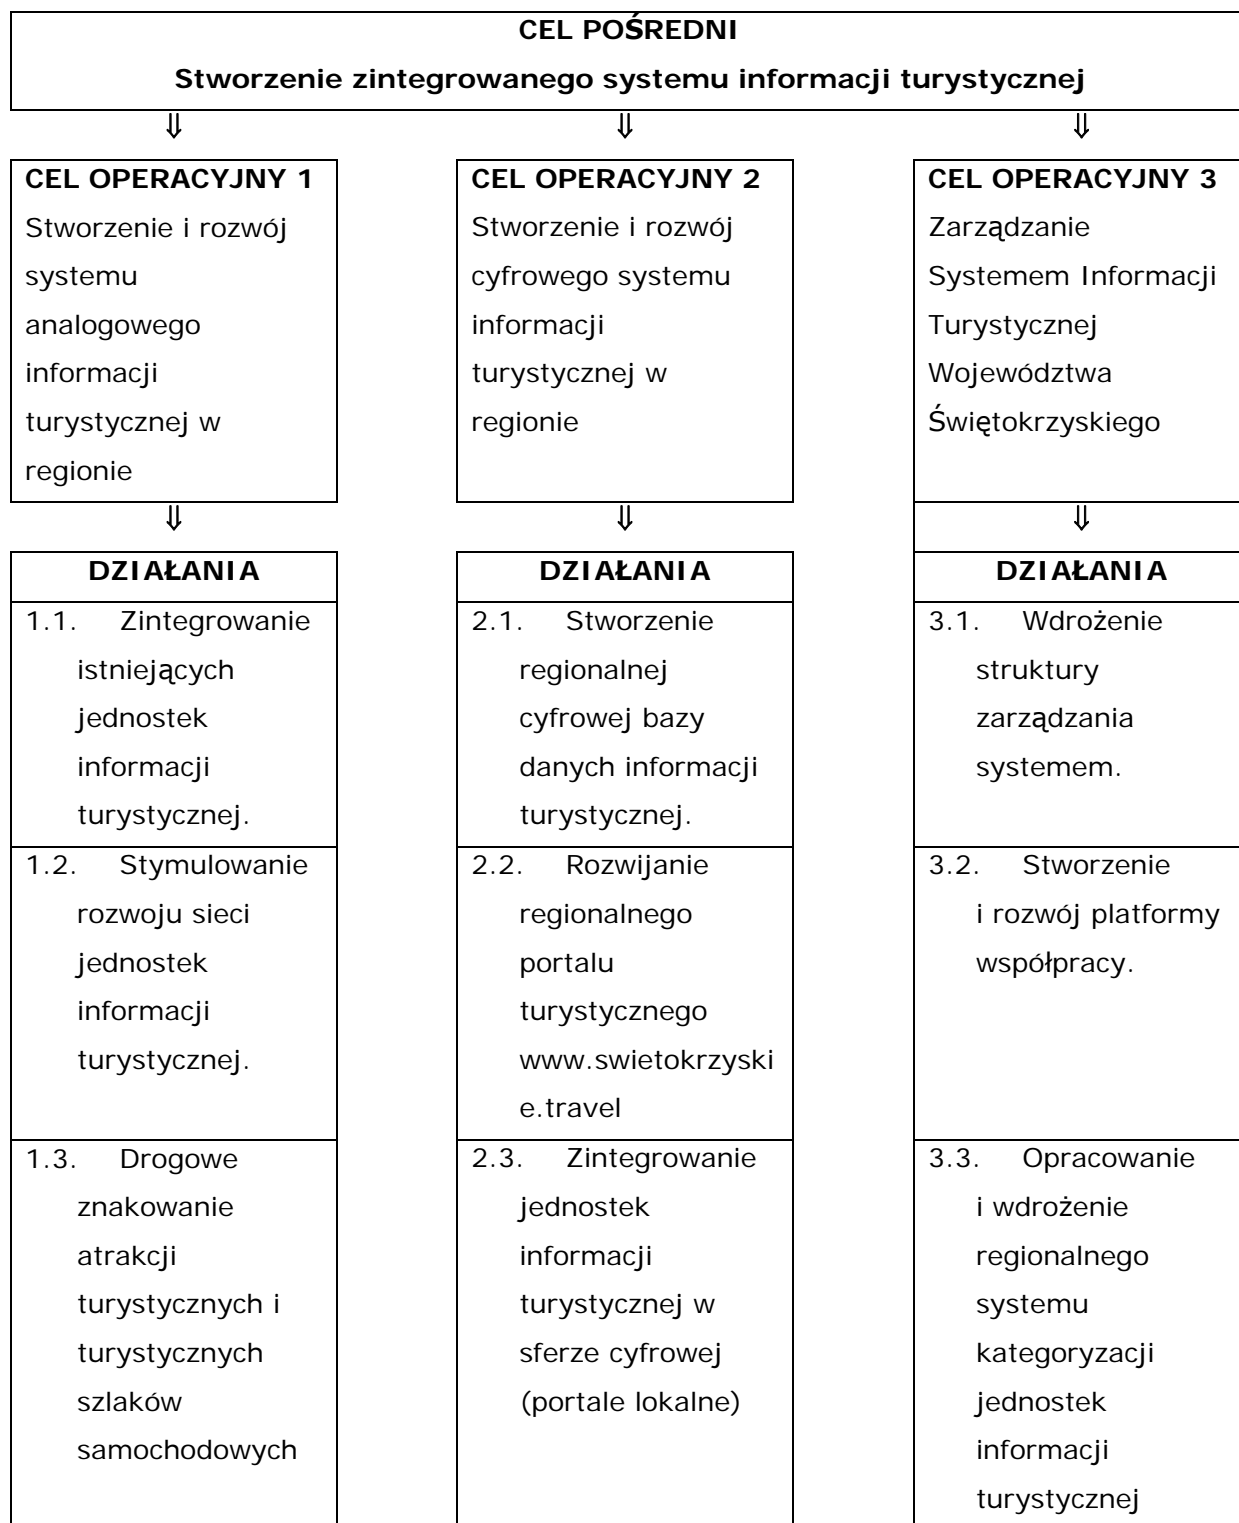 CEL POŚREDNI
Stworzenie zintegrowanego systemu informacji turystycznej
⇓ ⇓ ⇓
CEL OPERACYJNY 1
Stworzenie i rozwój
systemu
analogowego
informacji
turystycznej w
regionie
CEL OPERACYJNY 2
Stworzenie i rozwój
cyfrowego systemu
informacji
turystycznej w
regionie
CEL OPERACYJNY 3
Zarządzanie
Systemem Informacji
Turystycznej
Województwa
Świętokrzyskiego
⇓ ⇓ ⇓
DZIAŁANIA
1.1. Zintegrowanie
istniejących
jednostek
informacji
turystycznej.
1.2. Stymulowanie
rozwoju sieci
jednostek
informacji
turystycznej.
1.3. Drogowe
znakowanie
atrakcji
turystycznych i
turystycznych
szlaków
samochodowych
DZIAŁANIA
2.1. Stworzenie
regionalnej
cyfrowej bazy
danych informacji
turystycznej.
2.2. Rozwijanie
regionalnego
portalu
turystycznego
www.swietokrzyski
e.travel
2.3. Zintegrowanie
jednostek
informacji
turystycznej w
sferze cyfrowej
(portale lokalne)
DZIAŁANIA
3.1. Wdrożenie
struktury
zarządzania
systemem.
3.2. Stworzenie
i rozwój platformy
współpracy.
3.3. Opracowanie
i wdrożenie
regionalnego
systemu
kategoryzacji
jednostek
informacji
turystycznej